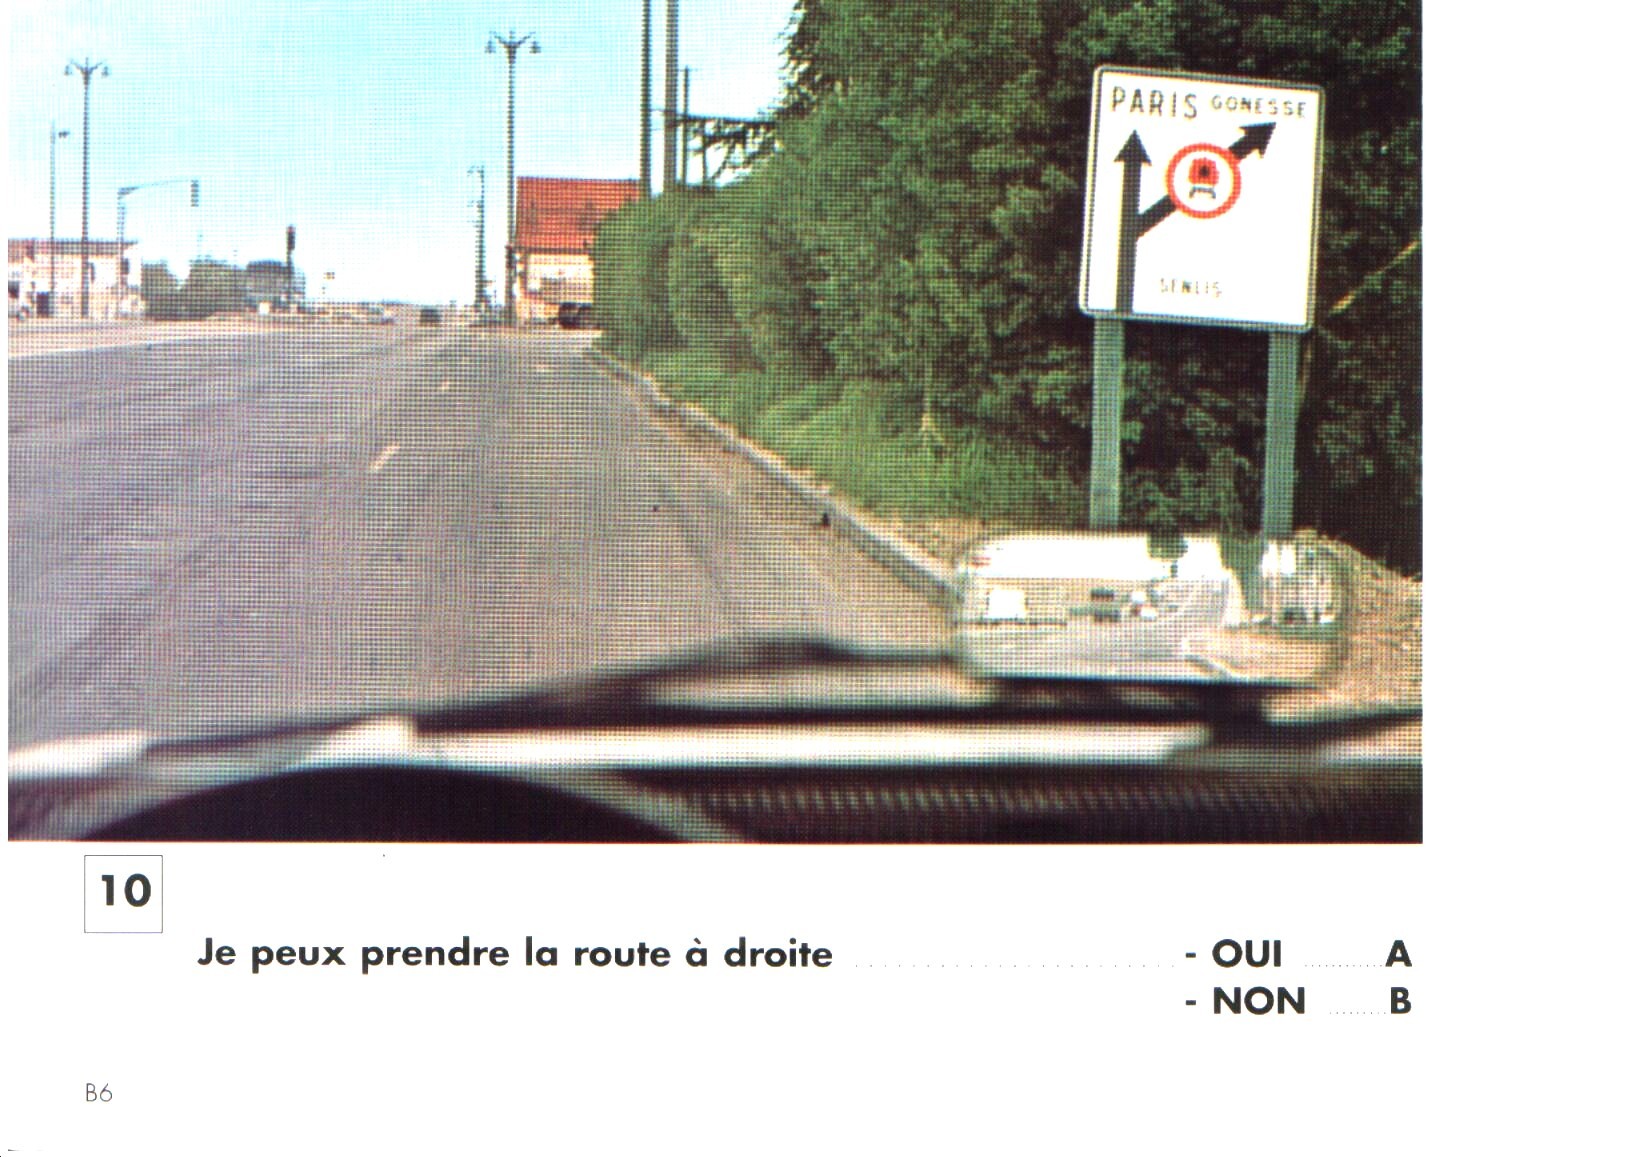 PARIS GONESSE
SENLIS
10
Je peux prendre la route à droite - OUI A
- NON B
B6